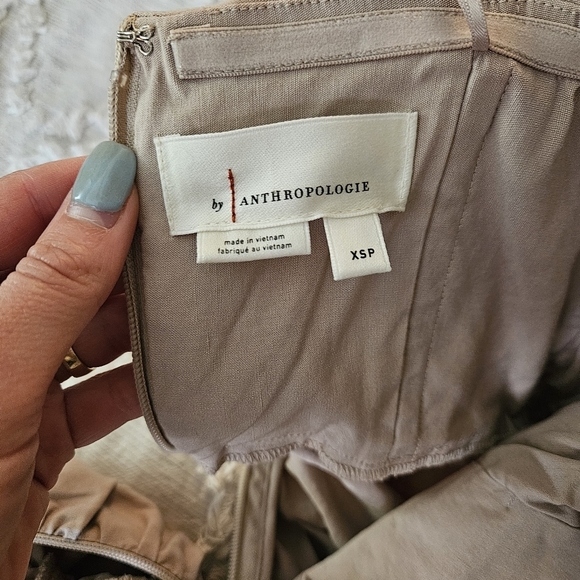 by ANTHROPOLOGIE
made in vietnam
fabriqué au vietnam
XSP